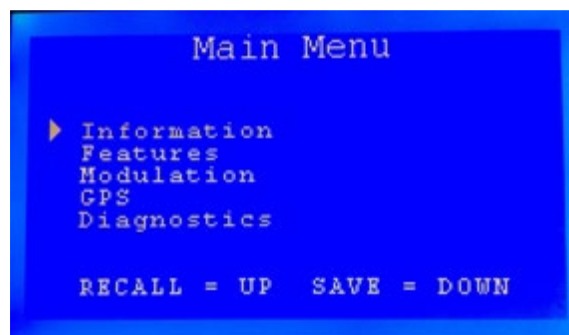 Main Menu
Information
Features
Modulation
GPS
Diagnostics
RECALL = UP SAVE = DOWN